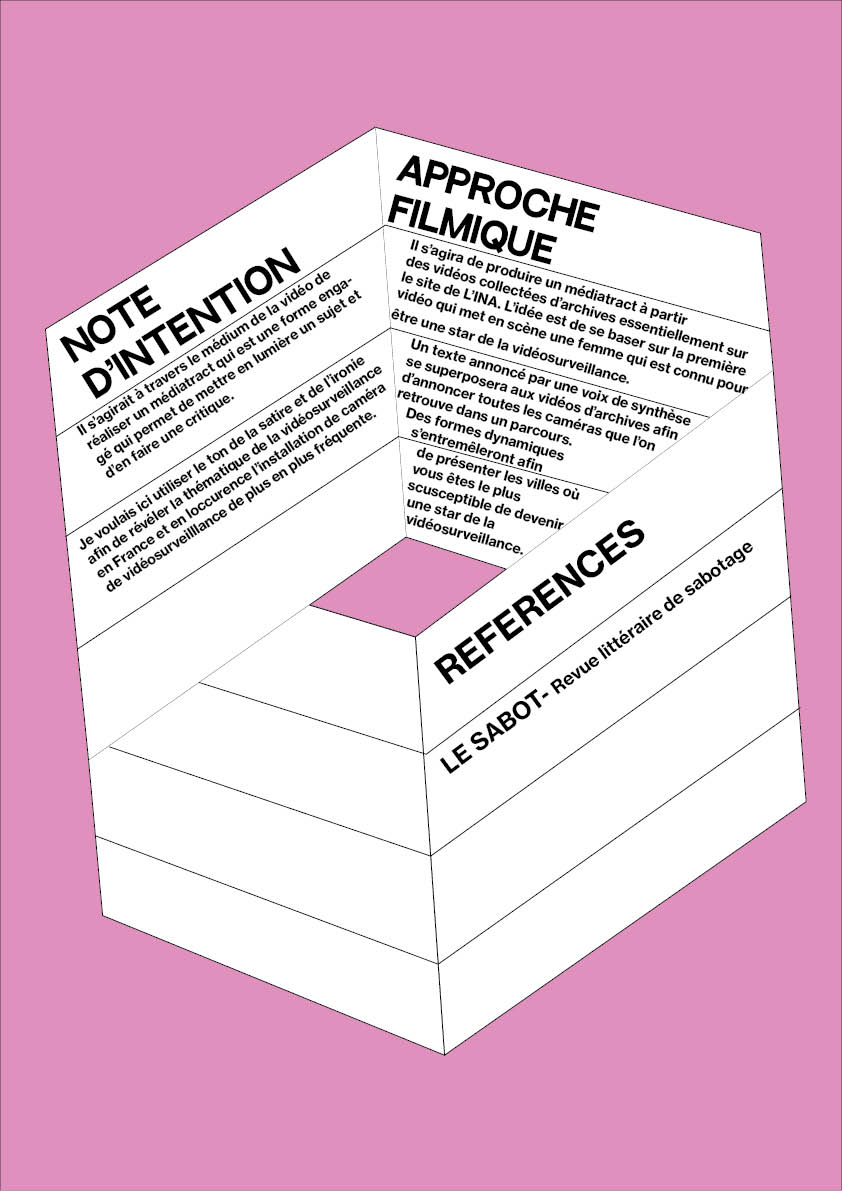 NOTE
D'INTENTION
Il s'agirait à travers le médium de la vidéo de
réaliser un médiatract qui est une forme enga-
gé qui permet de mettre en lumière un sujet et
d'en faire une critique.
Je voulais ici utiliser le ton de la satire et de l'ironie
afin de révéler la thématique de la vidéosurveillance
en France et en loccurence l'installation de caméra
de vidéosurveilllance de plus en plus fréquente.
APPROCHE
FILMIQUE
Il s'agira de produire un médiatract à partir
des vidéos collectées d'archives essentiellement sur
le site de L'INA. L'idée est de se baser sur la première
vidéo qui met en scène une femme qui est connu pour
être une star de la vidéosurveillance.
Un texte annoncé par une voix de synthèse
se superposera aux vidéos d'archives afin
d'annoncer toutes les caméras que l'on
retrouve dans un parcours.
Des formes dynamiques
s'entremêleront afin
de présenter les villes où
vous êtes le plus
scusceptible de devenir
une star de la
vidéosurveillance.
REFERENCES
LE SABOT- Revue littéraire de sabotage